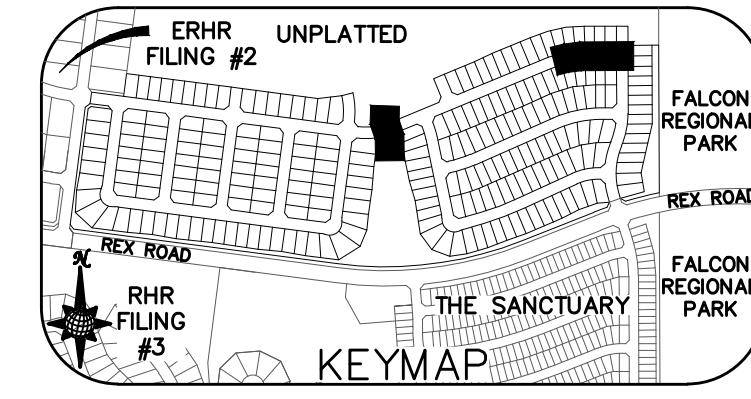 ERHR
FILING #2
UNPLATTED
FALCON
REGIONAL
PARK
REX ROAD
REX ROAD
N
RHR
FILING
#3
THE SANCTUARY
FALCON
REGIONAL
PARK
KEYMAP